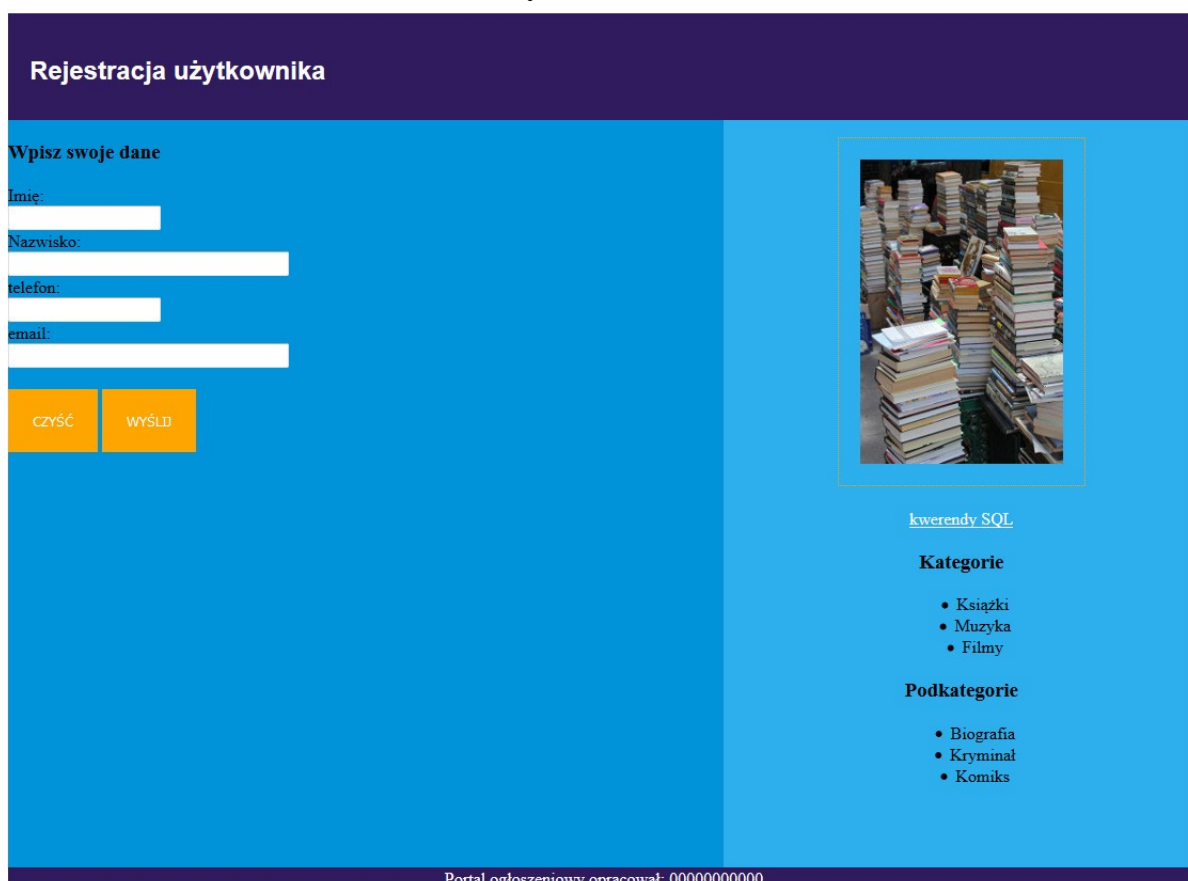 Rejestracja użytkownika
Wpisz swoje dane
Imię:
Nazwisko:
telefon:
email:
CZYŚĆ WYŚLIJ
kwerendy SQL
Kategorie
• Książki
• Muzyka
• Filmy
Podkategorie
• Biografia
• Kryminał
• Komiks
Portal ogłoszeniowy opracował: 00000000000